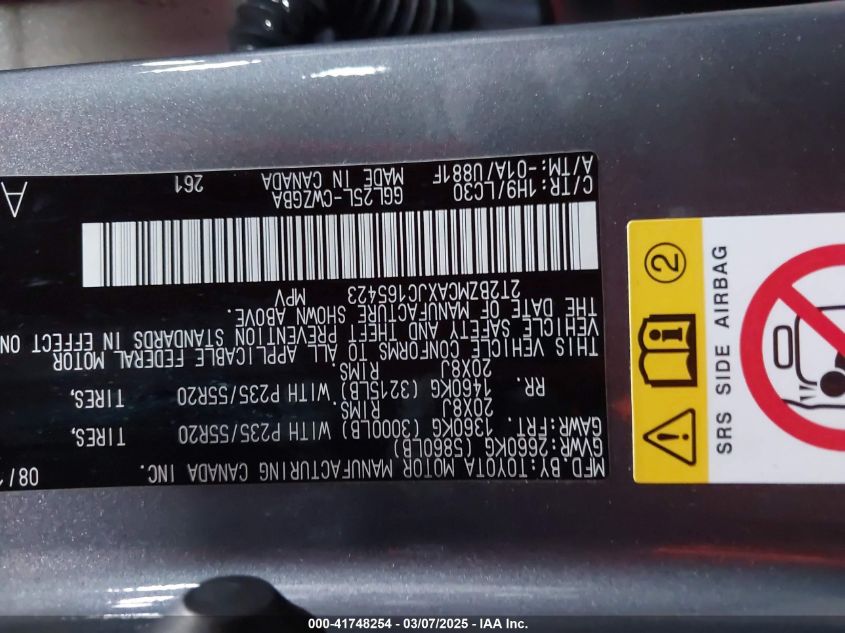 MFD.BY:TOYOTA MOTOR MANUFACTURING CANADA INC. 08/1
GVWR:2660KG (5860LB)
GAWR:FRT. 1360KG (3000LB) WITH P235/55R20 TIRES,
20X8J RIMS
RR. 1460KG (3215LB) WITH P235/55R20 TIRES,
20X8J RIMS.
THIS VEHICLE CONFORMS TO ALL APPLICABLE FEDERAL MOTOR
VEHICLE SAFETY AND THEFT PREVENTION STANDARDS IN EFFECT ON
THE DATE OF MANUFACTURE SHOWN ABOVE.
2T2BZMCAXJC165423 MPV
C/TR:1H9/LC30 GGL25L-CWZGBA 261
A/TM:-01A/U881F MADE IN CANADA
A
2
SRS SIDE AIRBAG
000-41748254 - 03/07/2025 - IAA Inc.